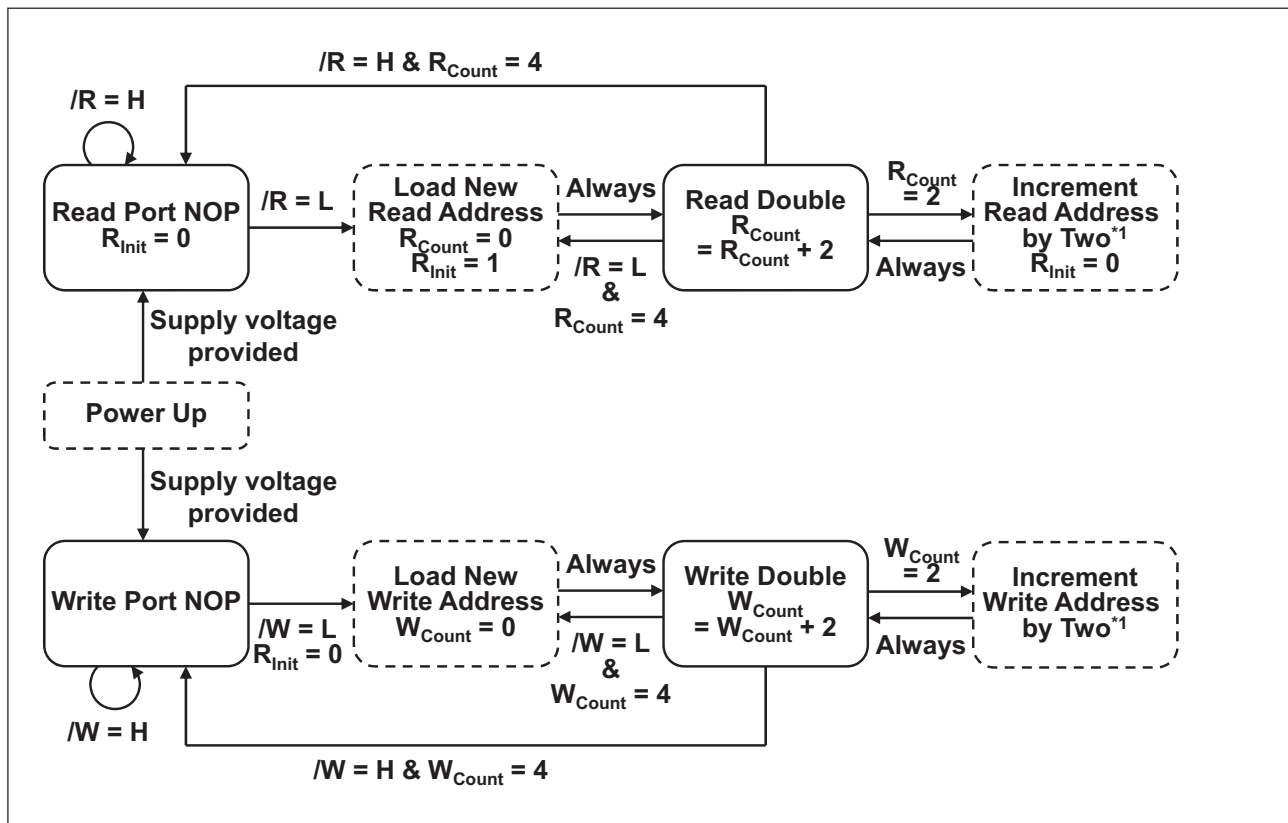 /R = H & R_Count = 4
/R = H
Read Port NOP
R_Init = 0
/R = L
Load New
Read Address
R_Count = 0
R_Init = 1
Always
/R = L
&
R_Count = 4
Read Double
R_Count
= R_Count + 2
R_Count
= 2
Always
Increment
Read Address
by Two*1
R_Init = 0
Supply voltage
provided
Power Up
Supply voltage
provided
Write Port NOP
/W = H
/W = L
R_Init = 0
Load New
Write Address
W_Count = 0
Always
/W = L
&
W_Count = 4
Write Double
W_Count
= W_Count + 2
W_Count
= 2
Always
Increment
Write Address
by Two*1
/W = H & W_Count = 4